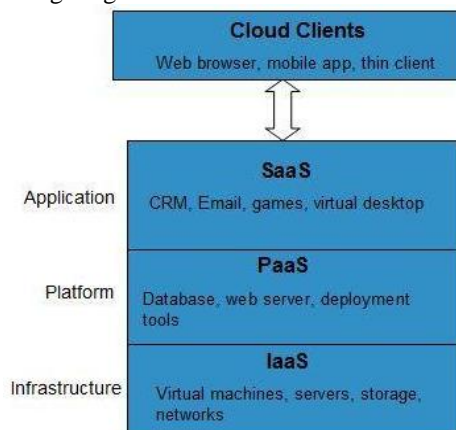 Cloud Clients
Web browser, mobile app, thin client
SaaS
CRM, Email, games, virtual desktop
Application
PaaS
Database, web server, deployment
tools
Platform
IaaS
Virtual machines, servers, storage,
networks
Infrastructure